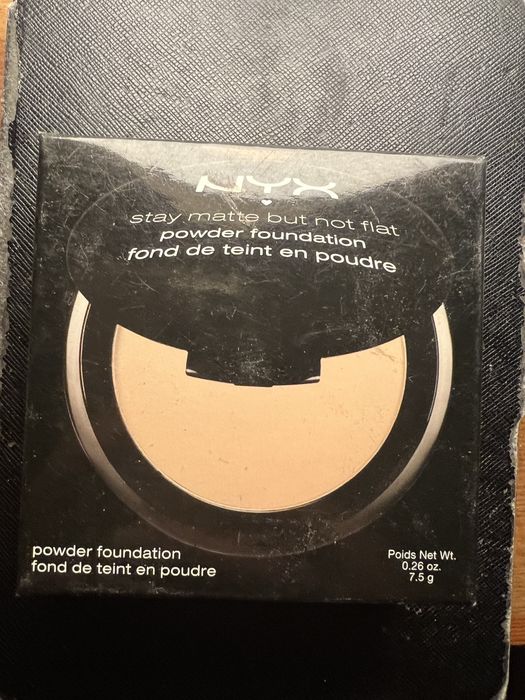 NYX
stay matte but not flat
powder foundation
fond de teint en poudre
powder foundation
fond de teint en poudre
Poids Net Wt.
0.26 oz.
7.5 g